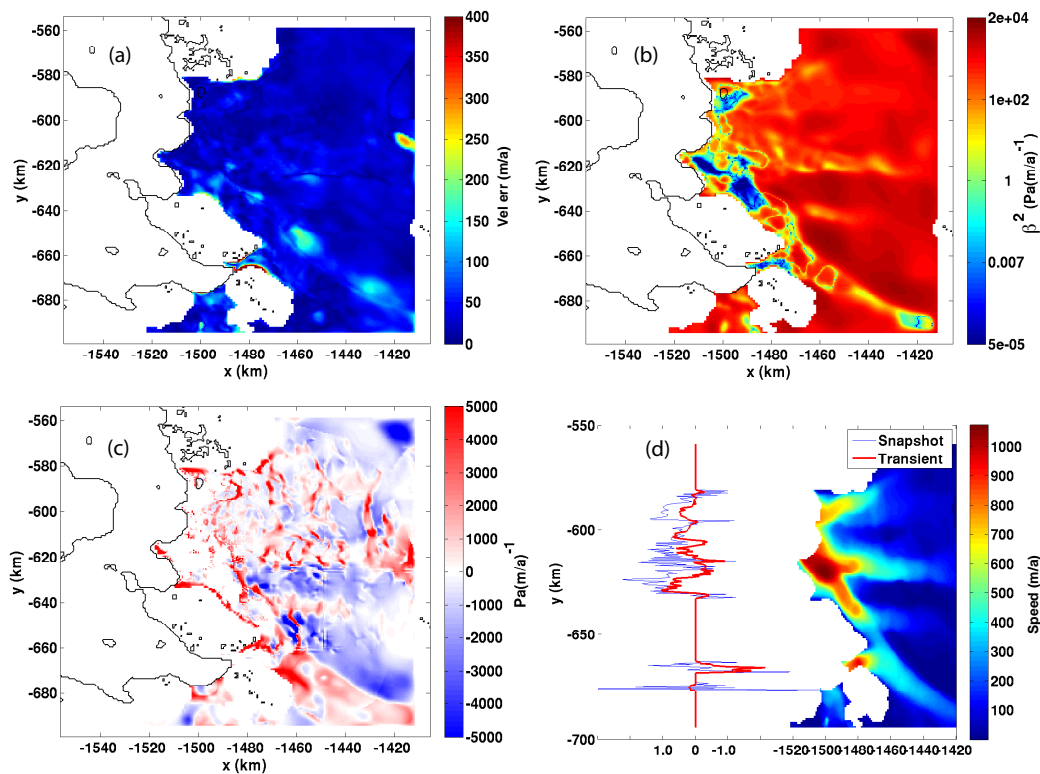 (a)
-560
-580
-600
-620
-640
-660
-680
y (km)
-1540 -1520 -1500 -1480 -1460 -1440 -1420
x (km)
400
350
300
250
200
150
100
50
0
Vel err (m/a)
(b)
-560
-580
-600
-620
-640
-660
-680
y (km)
-1540 -1520 -1500 -1480 -1460 -1440 -1420
x (km)
2e+04
1e+02
1
0.007
5e-05
β² (Pa(m/a)⁻¹
(c)
-560
-580
-600
-620
-640
-660
-680
y (km)
-1540 -1520 -1500 -1480 -1460 -1440 -1420
x (km)
5000
4000
3000
2000
1000
0
-1000
-2000
-3000
-4000
-5000
Pa(m/a)⁻¹
(d)
Snapshot
Transient
-550
-600
-650
-700
y (km)
1.0 0 -1.0 -1520 -1500 -1480 -1460 -1440 -1420
1000
900
800
700
600
500
400
300
200
100
Speed (m/a)